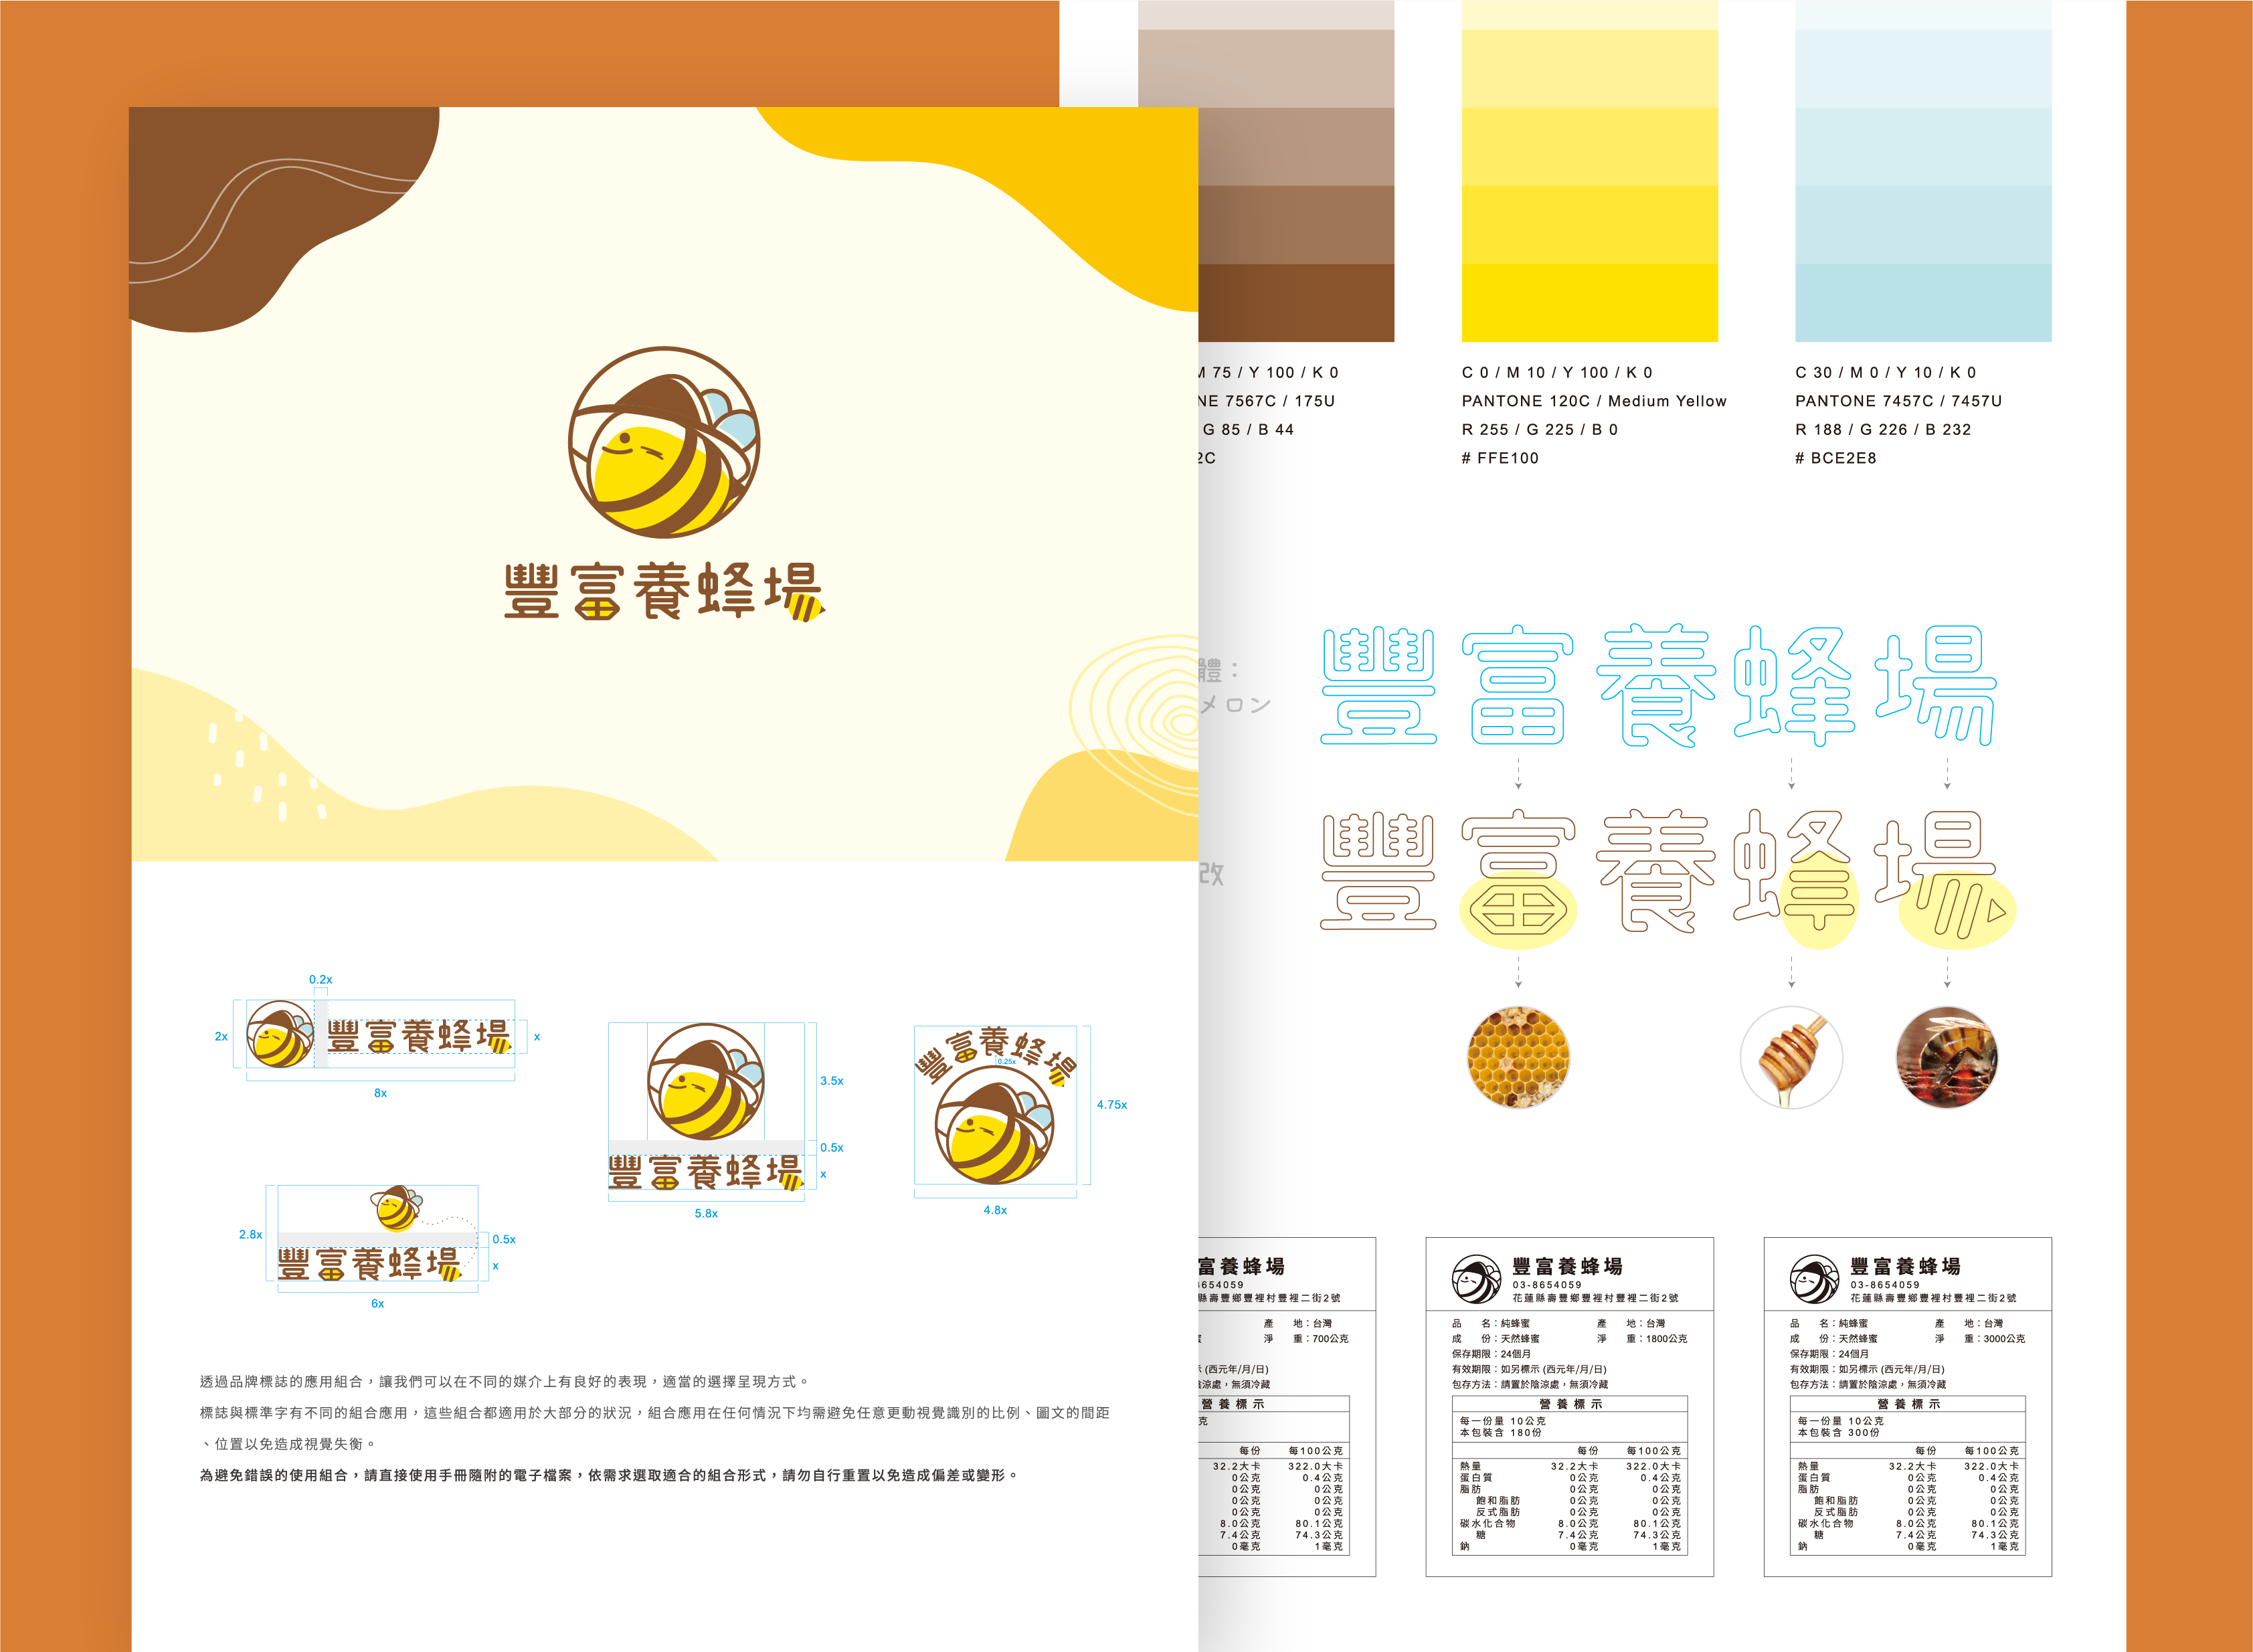 豐富養蜂場
0.2x
2x
豐富養蜂場
x
8x
3.5x
0.5x
豐富養蜂場
x
5.8x
豐富養蜂場
0.25x
4.75x
4.8x
2.8x
0.5x
豐富養蜂場
x
6x
透過品牌標誌的應用組合，讓我們可以在不同的媒介上有良好的表現，適當的選擇呈現方式。
標誌與標準字有不同的組合應用，這些組合都適用於大部分的狀況，組合應用在任何情況下均需避免任意更動視覺識別的比例、圖文的間距
、位置以免造成視覺失衡。
為避免錯誤的使用組合，請直接使用手冊隨附的電子檔案，依需求選取適合的組合形式，請勿自行重置以免造成偏差或變形。
M 75 / Y 100 / K 0
NE 7567C / 175U
G 85 / B 44
2C
C 0 / M 10 / Y 100 / K 0
PANTONE 120C / Medium Yellow
R 255 / G 225 / B 0
# FFE100
C 30 / M 0 / Y 10 / K 0
PANTONE 7457C / 7457U
R 188 / G 226 / B 232
# BCE2E8
體：
メロン
豐富養蜂場
改
豐富養蜂場
富養蜂場
8654059
縣壽豐鄉豐裡村豐裡二街2號
產　地：台灣
淨　重：700公克
示 (西元年/月/日)
陰涼處，無須冷藏
營養標示
克
每份 每100公克
32.2大卡 322.0大卡
0公克 0.4公克
0公克 0公克
0公克 0公克
0公克 0公克
8.0公克 80.1公克
7.4公克 74.3公克
0毫克 1毫克
豐富養蜂場
03-8654059
花蓮縣壽豐鄉豐裡村豐裡二街2號
品　名：純蜂蜜 產　地：台灣
成　份：天然蜂蜜 淨　重：1800公克
保存期限：24個月
有效期限：如另標示 (西元年/月/日)
包存方法：請置於陰涼處，無須冷藏
營養標示
每一份量 10公克
本包裝含 180份
每份 每100公克
熱量 32.2大卡 322.0大卡
蛋白質 0公克 0.4公克
脂肪 0公克 0公克
飽和脂肪 0公克 0公克
反式脂肪 0公克 0公克
碳水化合物 8.0公克 80.1公克
糖 7.4公克 74.3公克
鈉 0毫克 1毫克
豐富養蜂場
03-8654059
花蓮縣壽豐鄉豐裡村豐裡二街2號
品　名：純蜂蜜 產　地：台灣
成　份：天然蜂蜜 淨　重：3000公克
保存期限：24個月
有效期限：如另標示 (西元年/月/日)
包存方法：請置於陰涼處，無須冷藏
營養標示
每一份量 10公克
本包裝含 300份
每份 每100公克
熱量 32.2大卡 322.0大卡
蛋白質 0公克 0.4公克
脂肪 0公克 0公克
飽和脂肪 0公克 0公克
反式脂肪 0公克 0公克
碳水化合物 8.0公克 80.1公克
糖 7.4公克 74.3公克
鈉 0毫克 1毫克